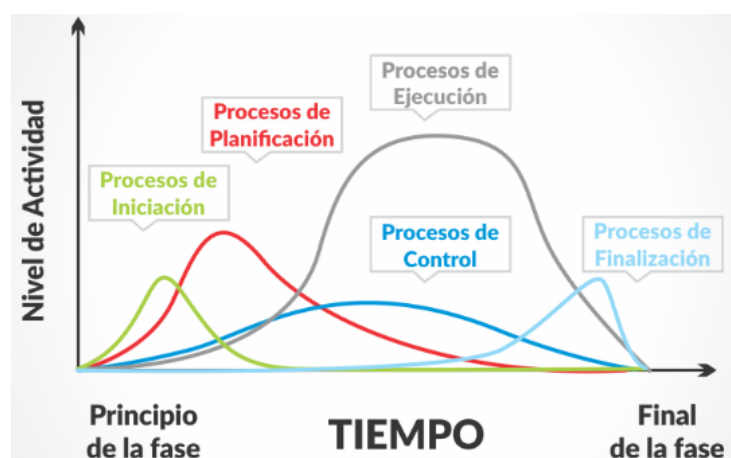 Procesos de
Ejecución
Procesos de
Planificación
Procesos de
Iniciación
Procesos de
Control
Procesos de
Finalización
Nivel de Actividad
Principio
de la fase
TIEMPO
Final
de la fase